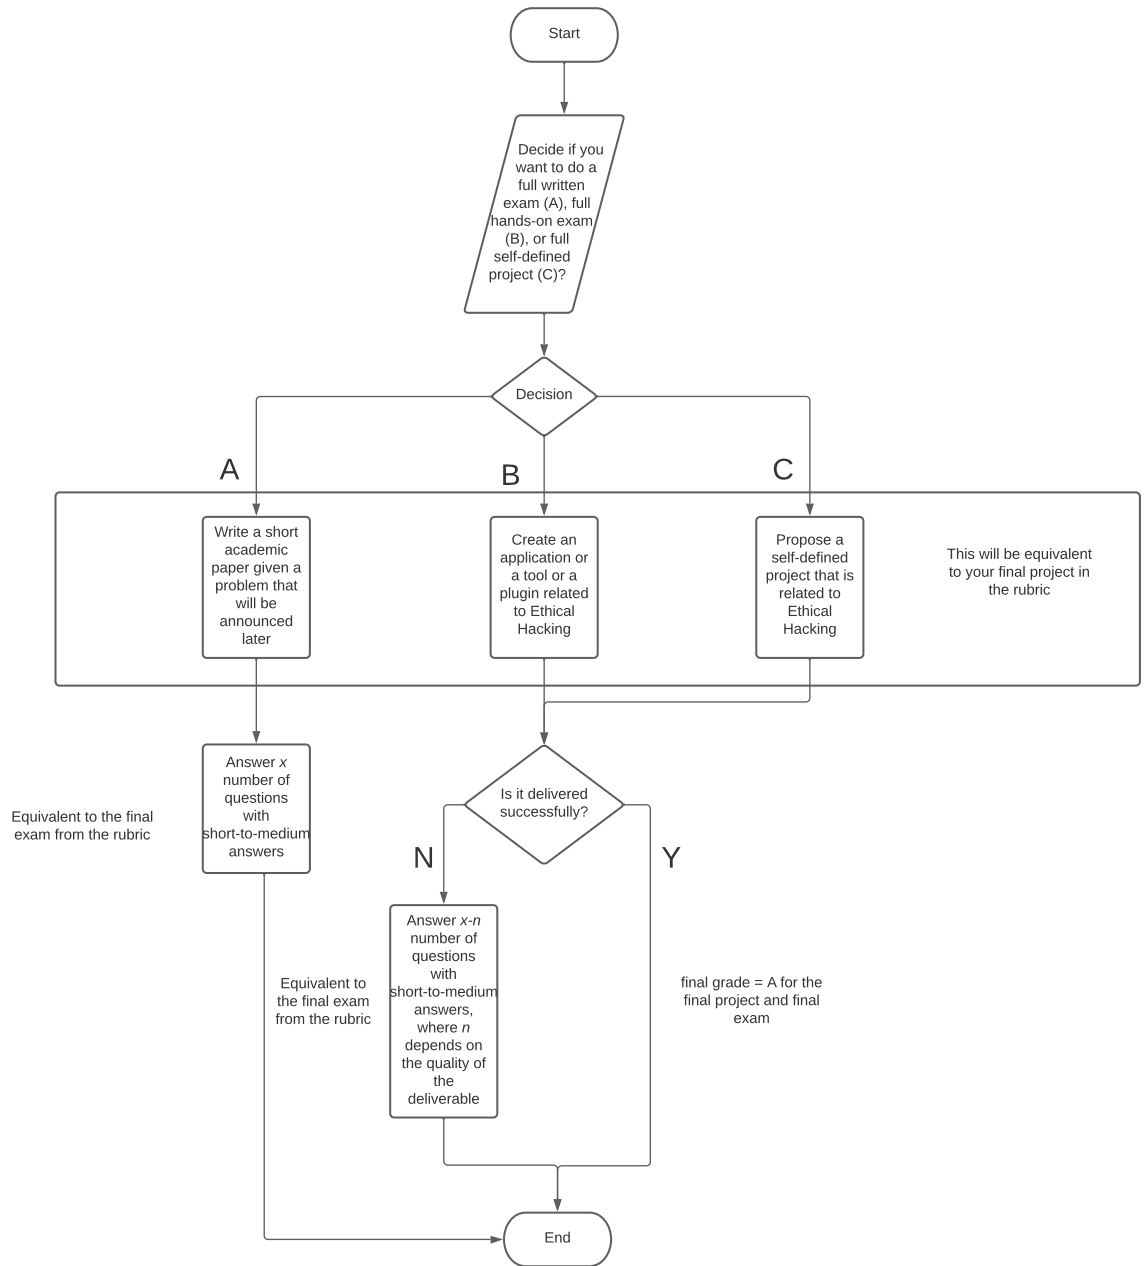 Start
Decide if you
want to do a
full written
exam (A), full
hands-on exam
(B), or full
self-defined
project (C)?
Decision
A
B
C
Write a short
academic
paper given a
problem that
will be
announced
later
Create an
application or
a tool or a
plugin related
to Ethical
Hacking
Propose a
self-defined
project that is
related to
Ethical
Hacking
This will be equivalent
to your final project in
the rubric
Answer x
number of
questions
with
short-to-medium
answers
Equivalent to the final
exam from the rubric
Is it delivered
successfully?
N
Y
Answer x-n
number of
questions
with
short-to-medium
answers,
where n
depends on
the quality of
the
deliverable
Equivalent to
the final exam
from the rubric
final grade = A for the
final project and final
exam
End